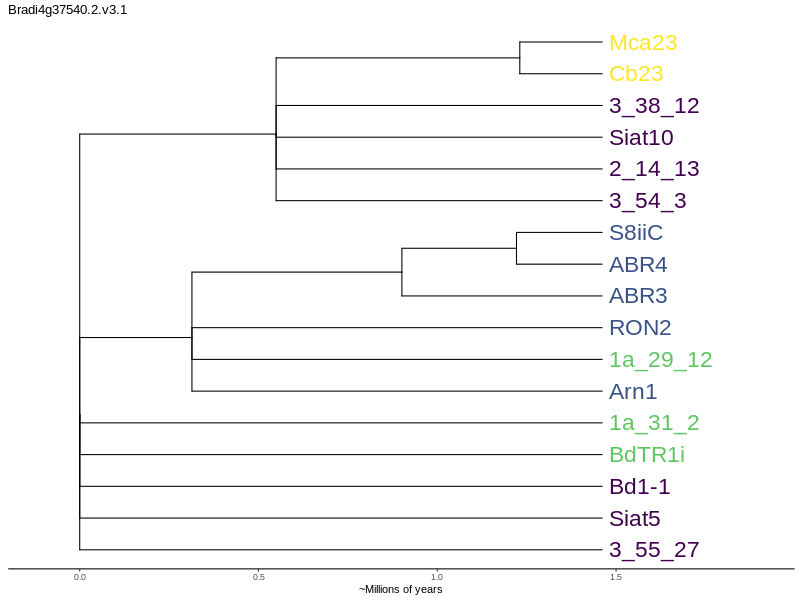 Bradi4g37540.2.v3.1
Mca23
Cb23
3_38_12
Siat10
2_14_13
3_54_3
S8iiC
ABR4
ABR3
RON2
1a_29_12
Arn1
1a_31_2
BdTR1i
Bd1-1
Siat5
3_55_27
0.0 0.5 1.0 1.5
~Millions of years